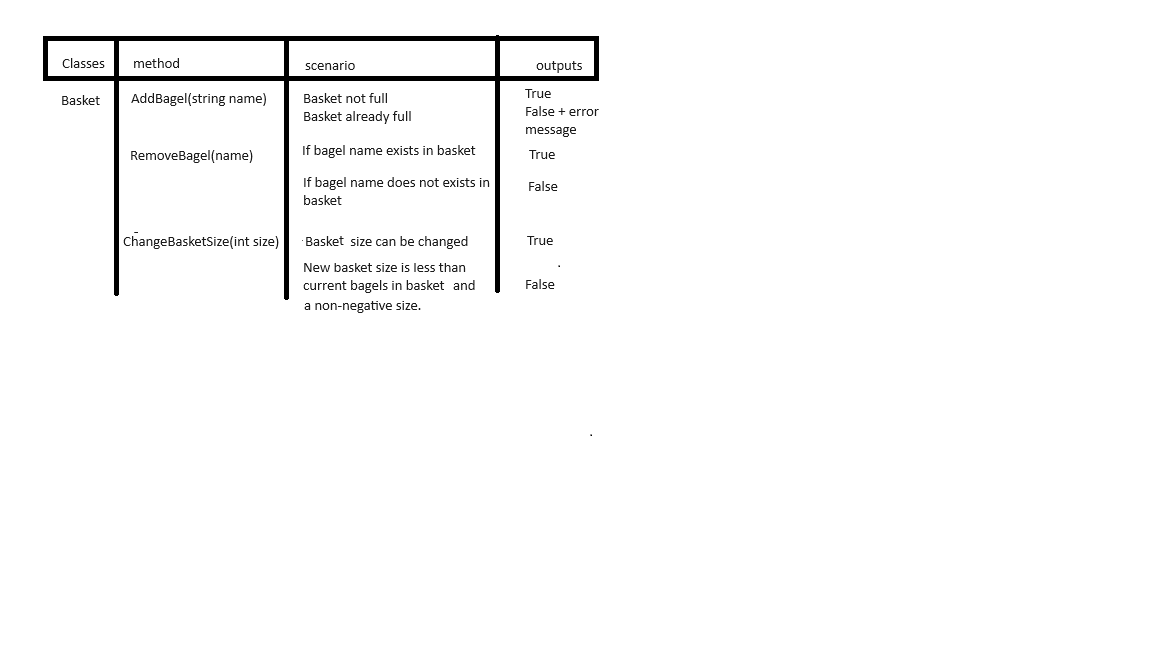 Classes method scenario outputs
Basket AddBagel(string name) Basket not full True
Basket already full False + error
message
RemoveBagel(name) If bagel name exists in basket True
If bagel name does not exists in False
basket
ChangeBasketSize(int size) Basket size can be changed True
New basket size is less than
current bagels in basket and False
a non-negative size.